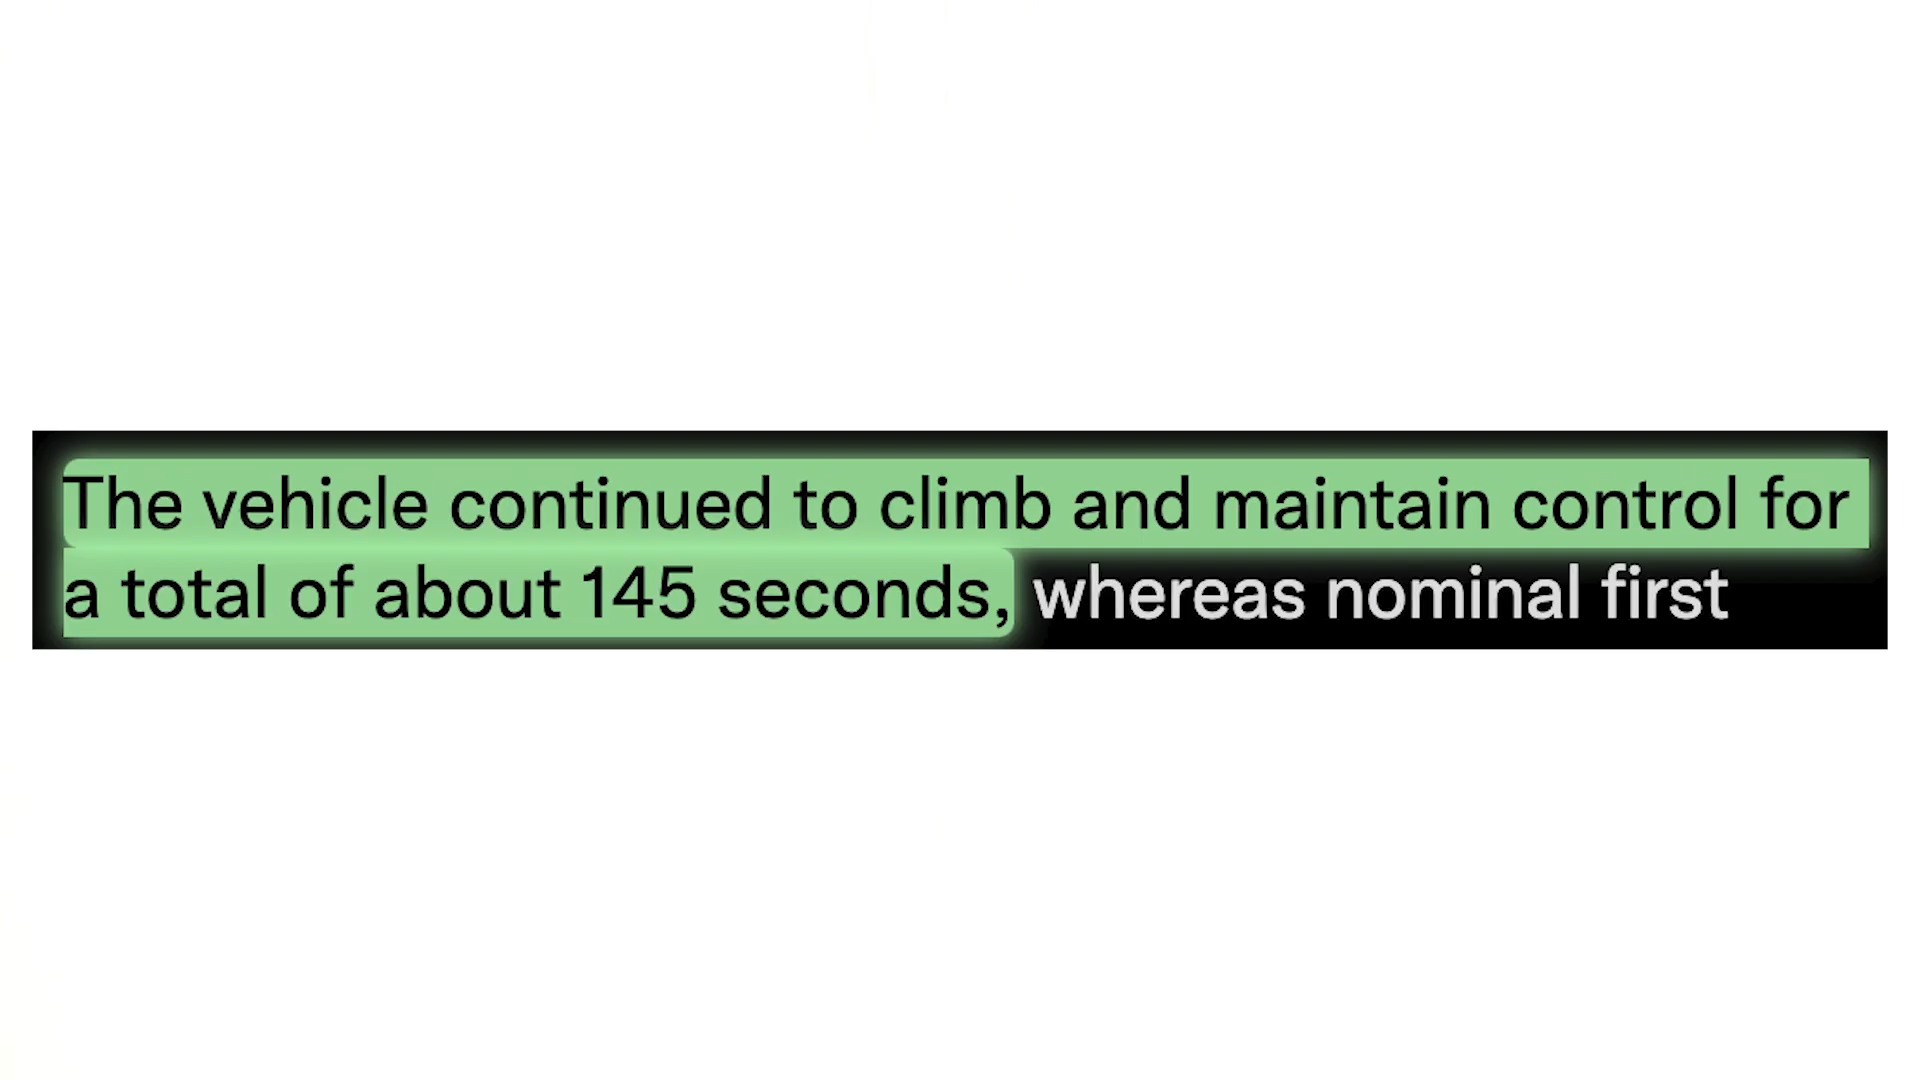 The vehicle continued to climb and maintain control for
a total of about 145 seconds, whereas nominal first